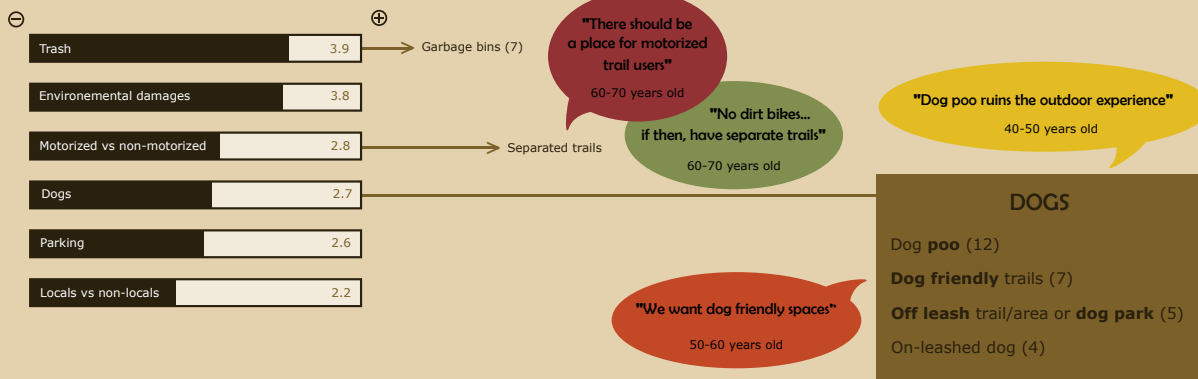 Trash 3.9
Garbage bins (7)
Environemental damages 3.8
Motorized vs non-motorized 2.8
Separated trails
Dogs 2.7
Parking 2.6
Locals vs non-locals 2.2
"There should be
a place for motorized
trail users"
60-70 years old
"No dirt bikes...
if then, have separate trails"
60-70 years old
"Dog poo ruins the outdoor experience"
40-50 years old
"We want dog friendly spaces"
50-60 years old
DOGS
Dog poo (12)
Dog friendly trails (7)
Off leash trail/area or dog park (5)
On-leashed dog (4)